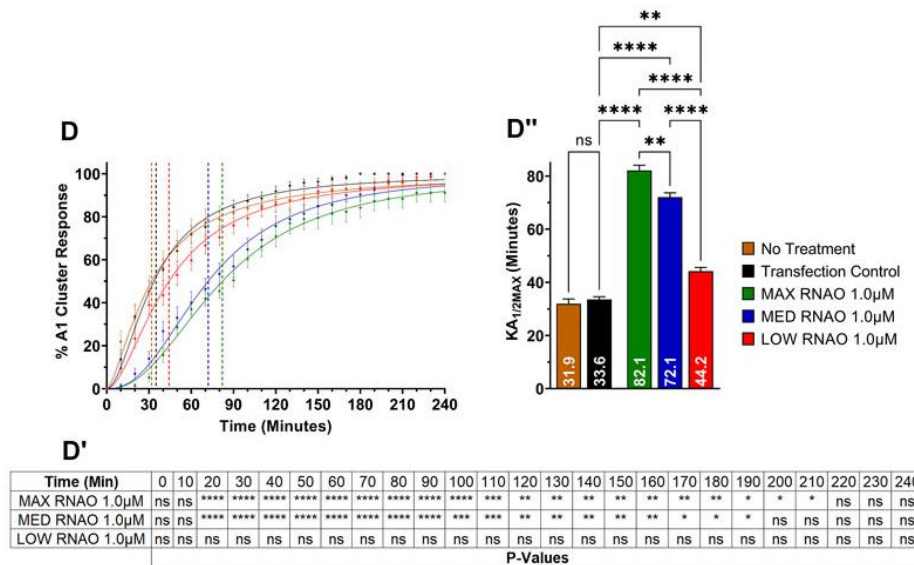 D
% A1 Cluster Response
100
80
60
40
20
0
0 30 60 90 120 150 180 210 240
Time (Minutes)
D"
**
****
****
**** ****
ns **
KA1/2MAX (Minutes)
80
60
40
20
0
31.9 33.6 82.1 72.1 44.2
No Treatment
Transfection Control
MAX RNAO 1.0µM
MED RNAO 1.0µM
LOW RNAO 1.0µM
D'
Time (Min) 0 10 20 30 40 50 60 70 80 90 100 110 120 130 140 150 160 170 180 190 200 210 220 230 240
MAX RNAO 1.0µM ns ns **** **** **** **** **** **** **** **** **** *** ** ** ** ** ** ** ** ** * * ns ns ns
MED RNAO 1.0µM ns ns **** **** **** **** **** **** **** **** *** *** ** ** ** ** ** * * * ns ns ns ns ns
LOW RNAO 1.0µM ns ns ns ns ns ns ns ns ns ns ns ns ns ns ns ns ns ns ns ns ns ns ns ns ns
P-Values